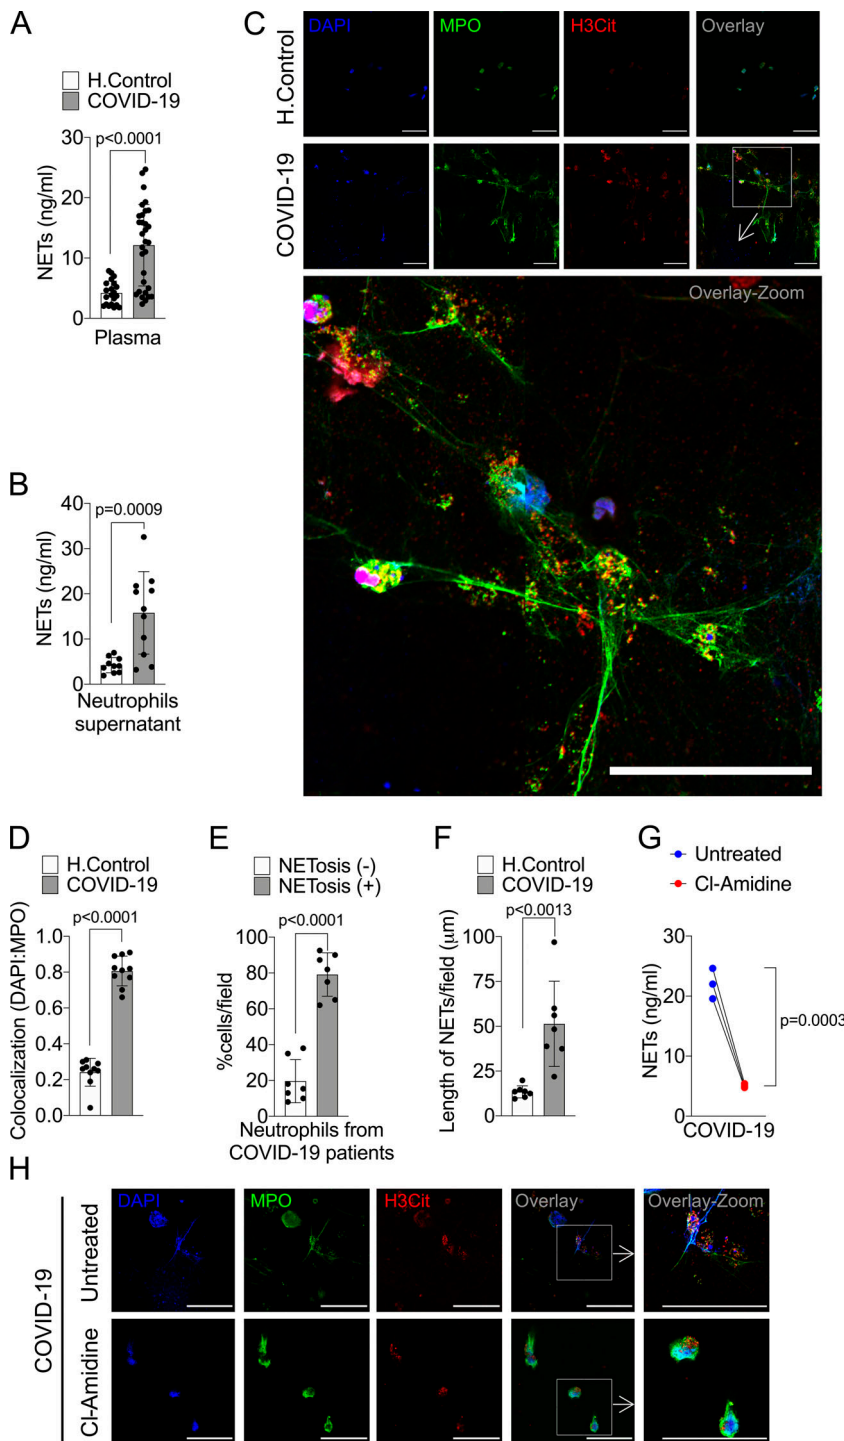 A
H.Control
COVID-19
p<0.0001
30
20
10
0
NETs (ng/ml)
Plasma
B
p=0.0009
40
30
20
10
0
NETs (ng/ml)
Neutrophils
supernatant
C
DAPI
MPO
H3Cit
Overlay
H.Control
COVID-19
Overlay-Zoom
D
H.Control
COVID-19
p<0.0001
1.0
0.8
0.6
0.4
0.2
0.0
Colocalization (DAPI:MPO)
E
NETosis (-)
NETosis (+)
p<0.0001
100
80
60
40
20
0
%cells/field
Neutrophils from
COVID-19 patients
F
H.Control
COVID-19
p<0.0013
100
75
50
25
0
Length of NETs/field (µm)
G
Untreated
Cl-Amidine
30
20
10
0
NETs (ng/ml)
p=0.0003
COVID-19
H
DAPI
MPO
H3Cit
Overlay
Overlay-Zoom
COVID-19
Untreated
Cl-Amidine